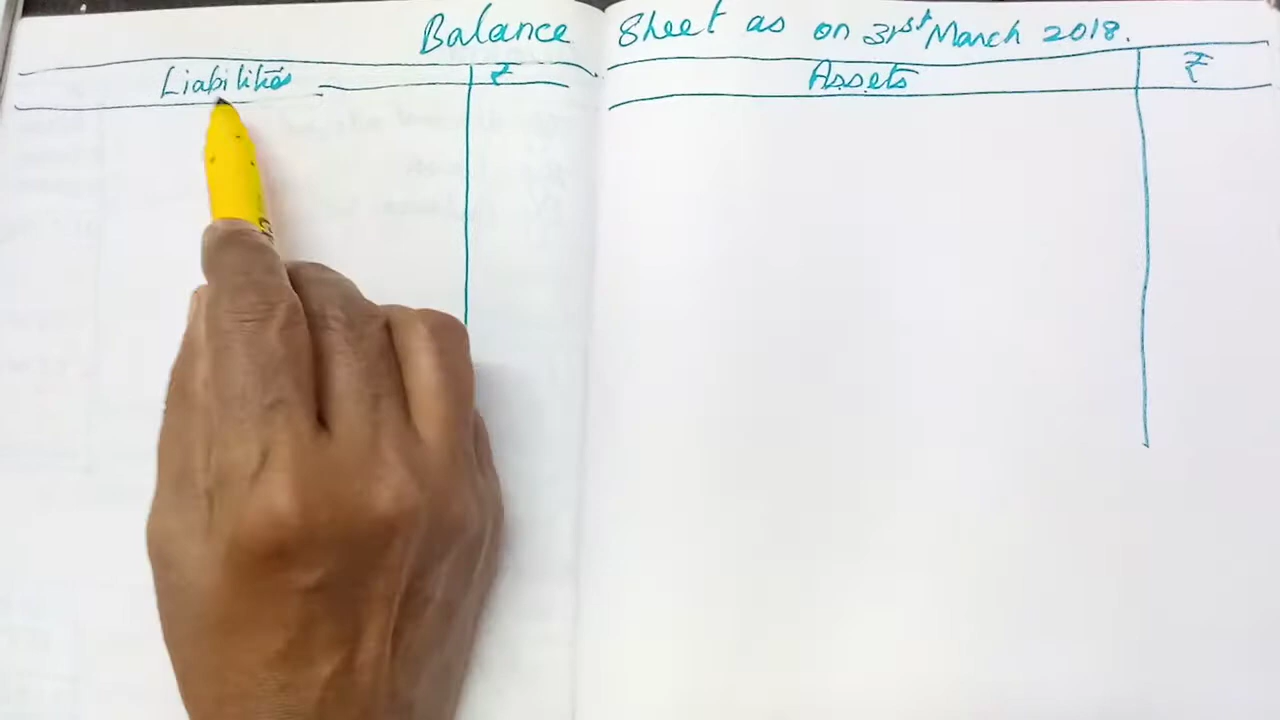 Balance Sheet as on 31st March 2018.
Liabilities ₹ Assets ₹